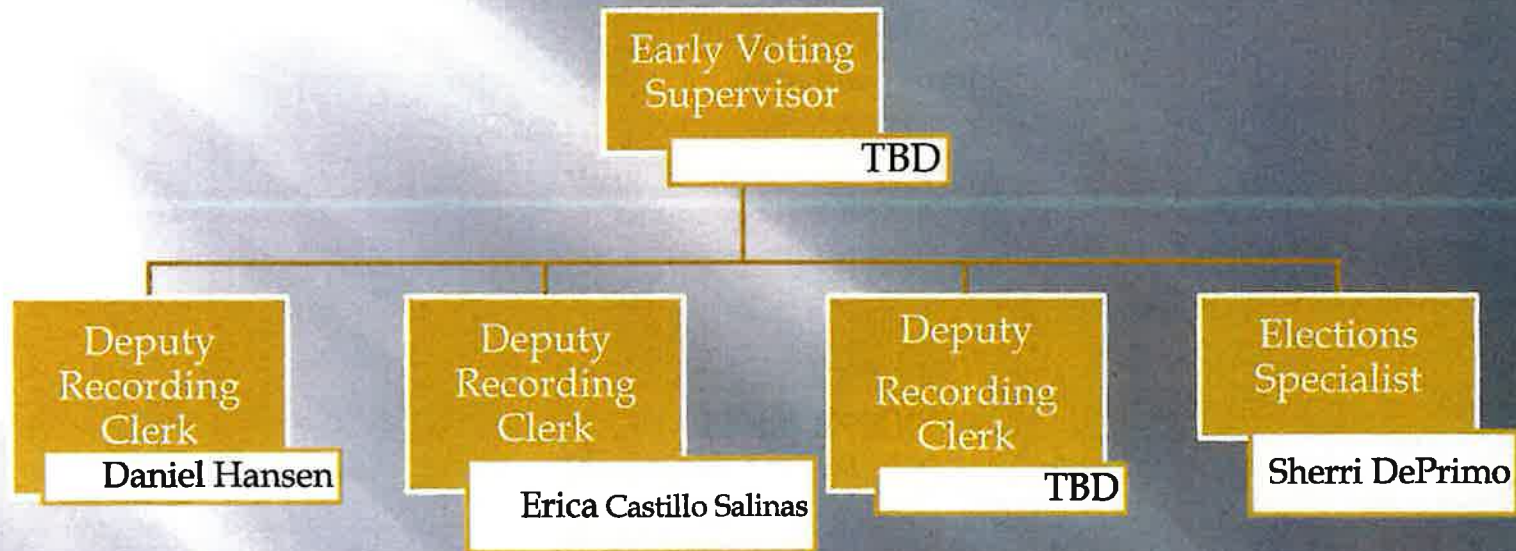 Early Voting
Supervisor
TBD
Deputy
Recording
Clerk
Daniel Hansen
Deputy
Recording
Clerk
Erica Castillo Salinas
Deputy
Recording
Clerk
TBD
Elections
Specialist
Sherri DePrimo